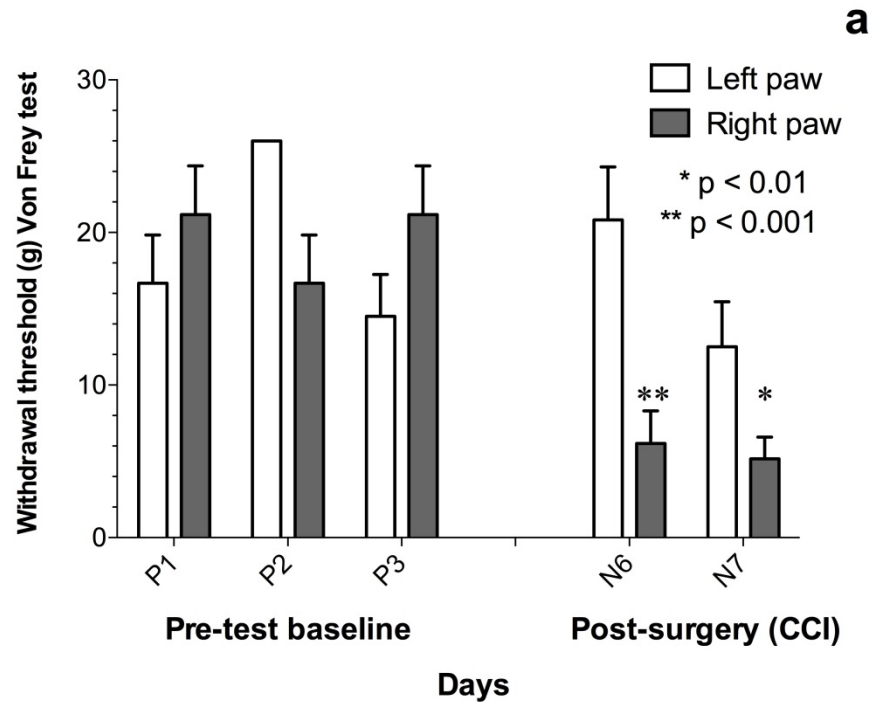 a
Withdrawal threshold (g) Von Frey test
30
20
10
0
Left paw
Right paw
* p < 0.01
** p < 0.001
**
*
P1
P2
P3
N6
N7
Pre-test baseline
Post-surgery (CCI)
Days